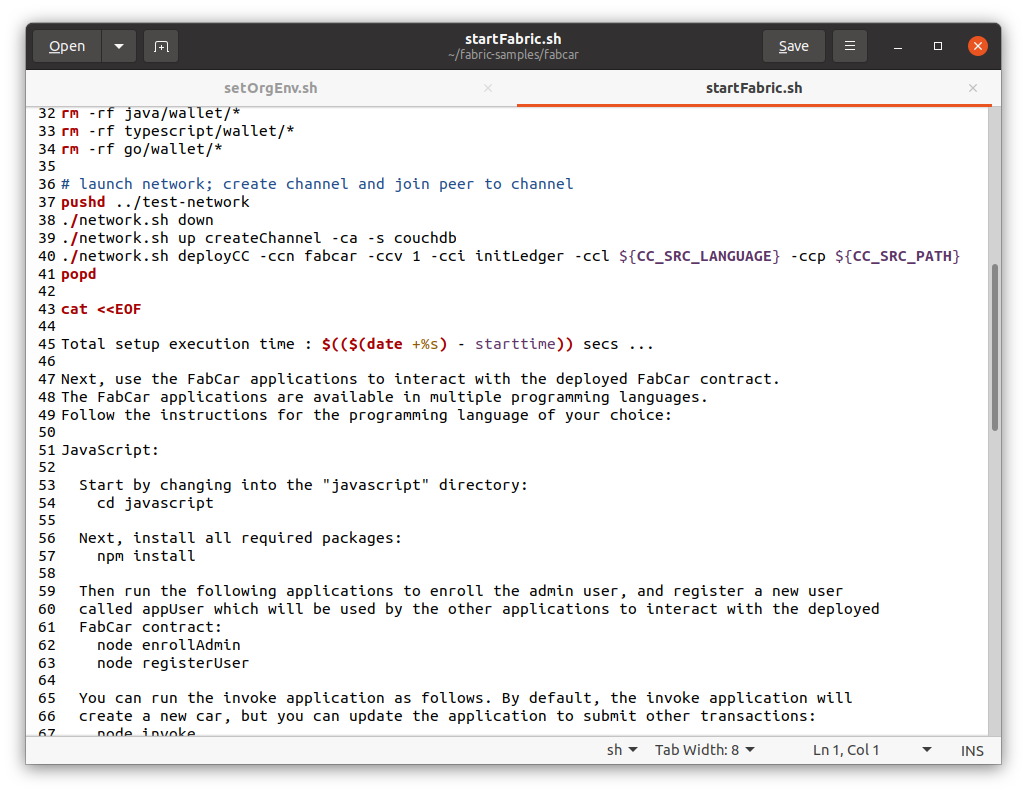 Open
startFabric.sh
~/fabric-samples/fabcar
Save
setOrgEnv.sh
startFabric.sh
32 rm -rf java/wallet/*
33 rm -rf typescript/wallet/*
34 rm -rf go/wallet/*
35
36 # launch network; create channel and join peer to channel
37 pushd ../test-network
38 ./network.sh down
39 ./network.sh up createChannel -ca -s couchdb
40 ./network.sh deployCC -ccn fabcar -ccv 1 -cci initLedger -ccl ${CC_SRC_LANGUAGE} -ccp ${CC_SRC_PATH}
41 popd
42
43 cat <<EOF
44
45 Total setup execution time : $(($(date +%s) - starttime)) secs ...
46
47 Next, use the FabCar applications to interact with the deployed FabCar contract.
48 The FabCar applications are available in multiple programming languages.
49 Follow the instructions for the programming language of your choice:
50
51 JavaScript:
52
53   Start by changing into the "javascript" directory:
54     cd javascript
55
56   Next, install all required packages:
57     npm install
58
59   Then run the following applications to enroll the admin user, and register a new user
60   called appUser which will be used by the other applications to interact with the deployed
61   FabCar contract:
62     node enrollAdmin
63     node registerUser
64
65   You can run the invoke application as follows. By default, the invoke application will
66   create a new car, but you can update the application to submit other transactions:
67     node invoke
sh
Tab Width: 8
Ln 1, Col 1
INS